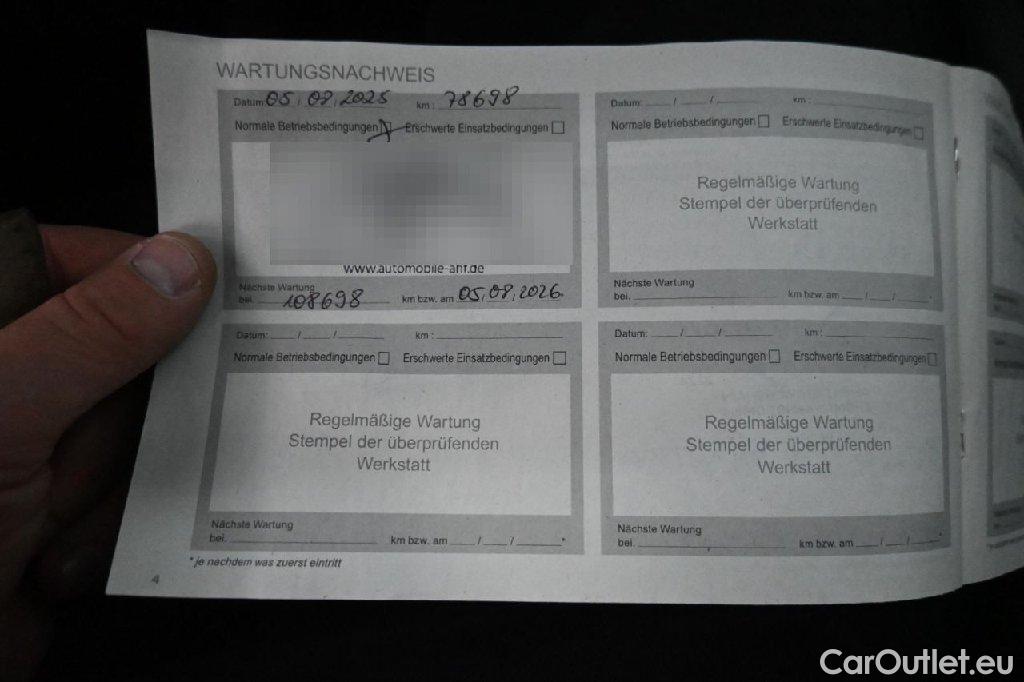 WARTUNGSNACHWEIS
Datum: 05,08,2025 km: 78698
Normale Betriebsbedingungen Erschwerte Einsatzbedingungen
www.automobile-anr.de
Nächste Wartung
bei. 108698 km bzw. am 05,08,2026
Datum: / / km:
Normale Betriebsbedingungen Erschwerte Einsatzbedingungen
Regelmäßige Wartung
Stempel der überprüfenden
Werkstatt
Nächste Wartung
bei. km bzw. am / / *
Datum: / / km:
Normale Betriebsbedingungen Erschwerte Einsatzbedingungen
Regelmäßige Wartung
Stempel der überprüfenden
Werkstatt
Nächste Wartung
bei. km bzw. am / / *
Datum: / / km:
Normale Betriebsbedingungen Erschwerte Einsatzbedingungen
Regelmäßige Wartung
Stempel der überprüfenden
Werkstatt
Nächste Wartung
bei. km bzw. am / / *
* je nachdem was zuerst eintritt
4
CarOutlet.eu